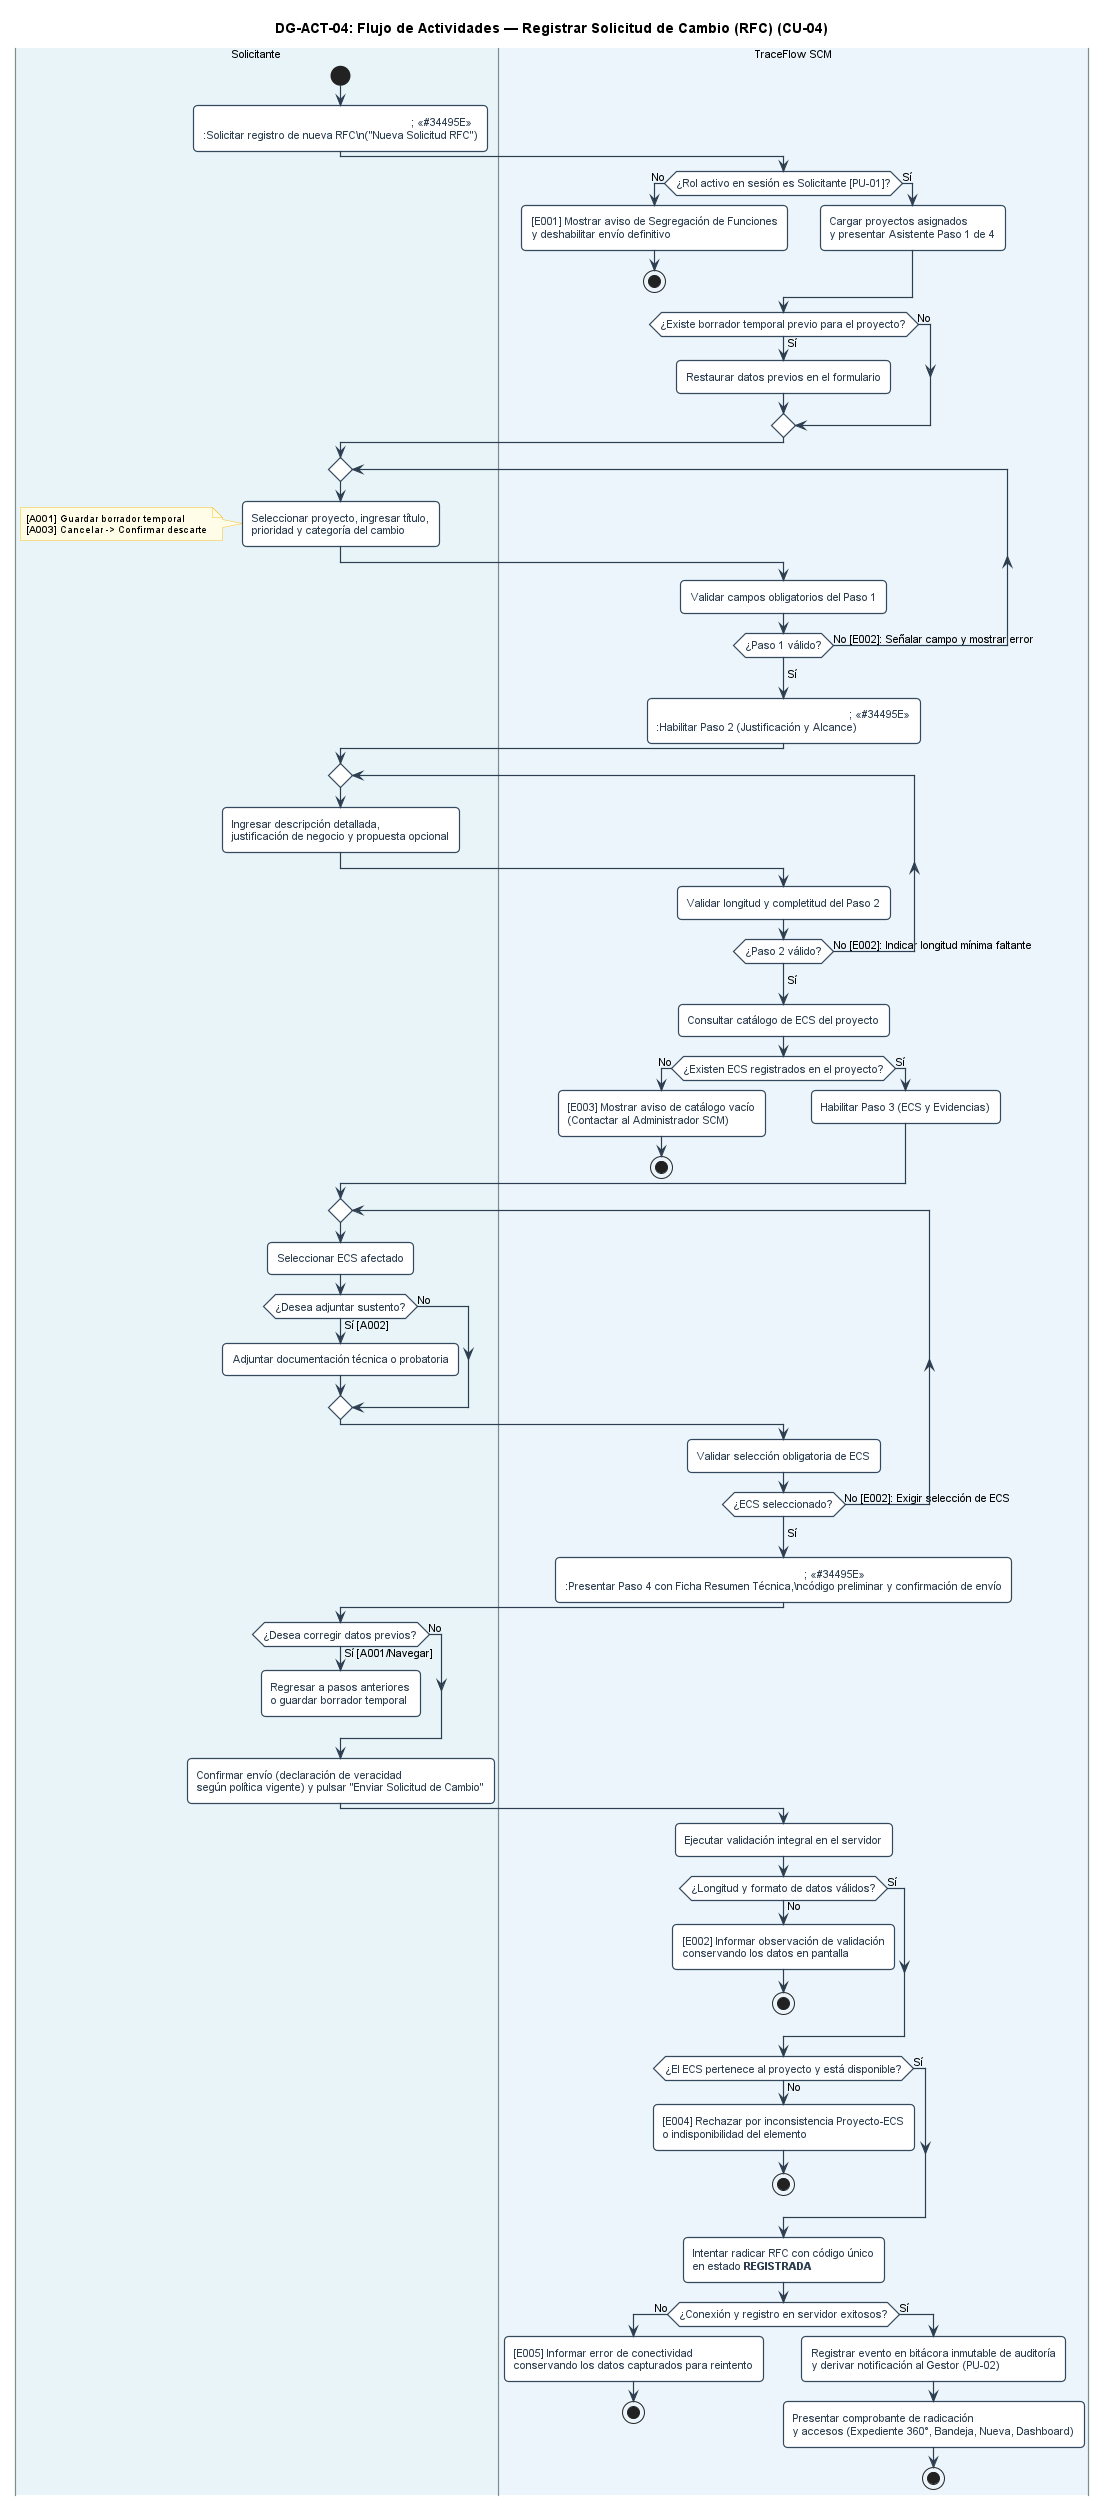 DG-ACT-04: Flujo de Actividades — Registrar Solicitud de Cambio (RFC) (CU-04)
Solicitante
TraceFlow SCM
; «#34495E»
:Solicitar registro de nueva RFC\n("Nueva Solicitud RFC")
¿Rol activo en sesión es Solicitante [PU-01]?
No
Sí
[E001] Mostrar aviso de Segregación de Funciones
y deshabilitar envío definitivo
Cargar proyectos asignados
y presentar Asistente Paso 1 de 4
¿Existe borrador temporal previo para el proyecto?
No
Sí
Restaurar datos previos en el formulario
[A001] Guardar borrador temporal
[A003] Cancelar -> Confirmar descarte
Seleccionar proyecto, ingresar título,
prioridad y categoría del cambio
Validar campos obligatorios del Paso 1
¿Paso 1 válido?
No [E002]: Señalar campo y mostrar error
Sí
; «#34495E»
:Habilitar Paso 2 (Justificación y Alcance)
Ingresar descripción detallada,
justificación de negocio y propuesta opcional
Validar longitud y completitud del Paso 2
¿Paso 2 válido?
No [E002]: Indicar longitud mínima faltante
Sí
Consultar catálogo de ECS del proyecto
¿Existen ECS registrados en el proyecto?
No
Sí
[E003] Mostrar aviso de catálogo vacío
(Contactar al Administrador SCM)
Habilitar Paso 3 (ECS y Evidencias)
Seleccionar ECS afectado
¿Desea adjuntar sustento?
No
Sí [A002]
Adjuntar documentación técnica o probatoria
Validar selección obligatoria de ECS
¿ECS seleccionado?
No [E002]: Exigir selección de ECS
Sí
; «#34495E»
:Presentar Paso 4 con Ficha Resumen Técnica,\ncódigo preliminar y confirmación de envío
¿Desea corregir datos previos?
No
Sí [A001/Navegar]
Regresar a pasos anteriores
o guardar borrador temporal
Confirmar envío (declaración de veracidad
según política vigente) y pulsar "Enviar Solicitud de Cambio"
Ejecutar validación integral en el servidor
¿Longitud y formato de datos válidos?
Sí
No
[E002] Informar observación de validación
conservando los datos en pantalla
¿El ECS pertenece al proyecto y está disponible?
Sí
No
[E004] Rechazar por inconsistencia Proyecto-ECS
o indisponibilidad del elemento
Intentar radicar RFC con código único
en estado REGISTRADA
¿Conexión y registro en servidor exitosos?
No
Sí
[E005] Informar error de conectividad
conservando los datos capturados para reintento
Registrar evento en bitácora inmutable de auditoría
y derivar notificación al Gestor (PU-02)
Presentar comprobante de radicación
y accesos (Expediente 360°, Bandeja, Nueva, Dashboard)